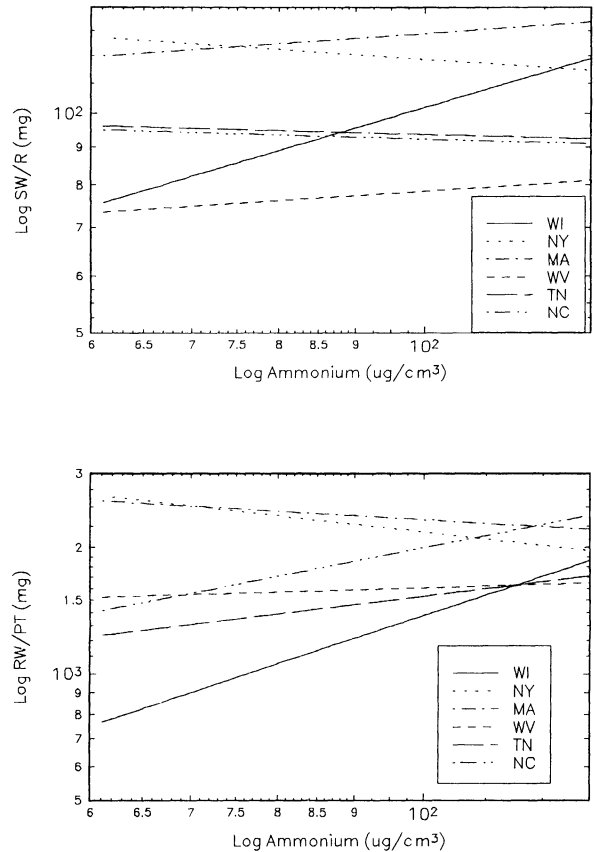 Log SW/R (mg)
10²
9
8
7
6
5
WI
NY
MA
WV
TN
NC
6 6.5 7 7.5 8 8.5 9 10²
Log Ammonium (ug/cm³)
Log RW/PT (mg)
3
2
1.5
10³
9
8
7
6
5
WI
NY
MA
WV
TN
NC
6 6.5 7 7.5 8 8.5 9 10²
Log Ammonium (ug/cm³)